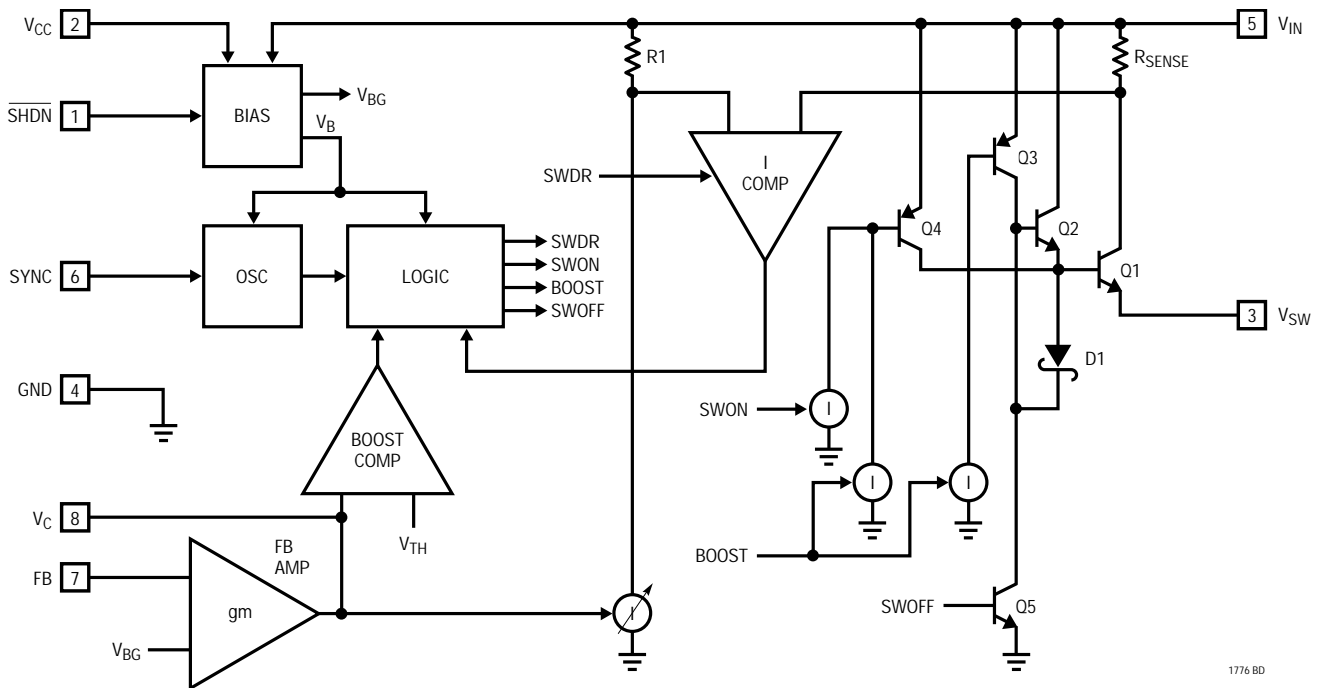 VCC 2
5 VIN
R1
RSENSE
SHDN 1
BIAS
VBG
VB
I
COMP
SWDR
Q3
Q4
Q2
Q1
SYNC 6
OSC
LOGIC
SWDR
SWON
BOOST
SWOFF
3 VSW
D1
GND 4
SWON
I
BOOST
COMP
I
I
VC 8
VTH
FB
AMP
BOOST
FB 7
gm
I
SWOFF
Q5
VBG
1776 BD